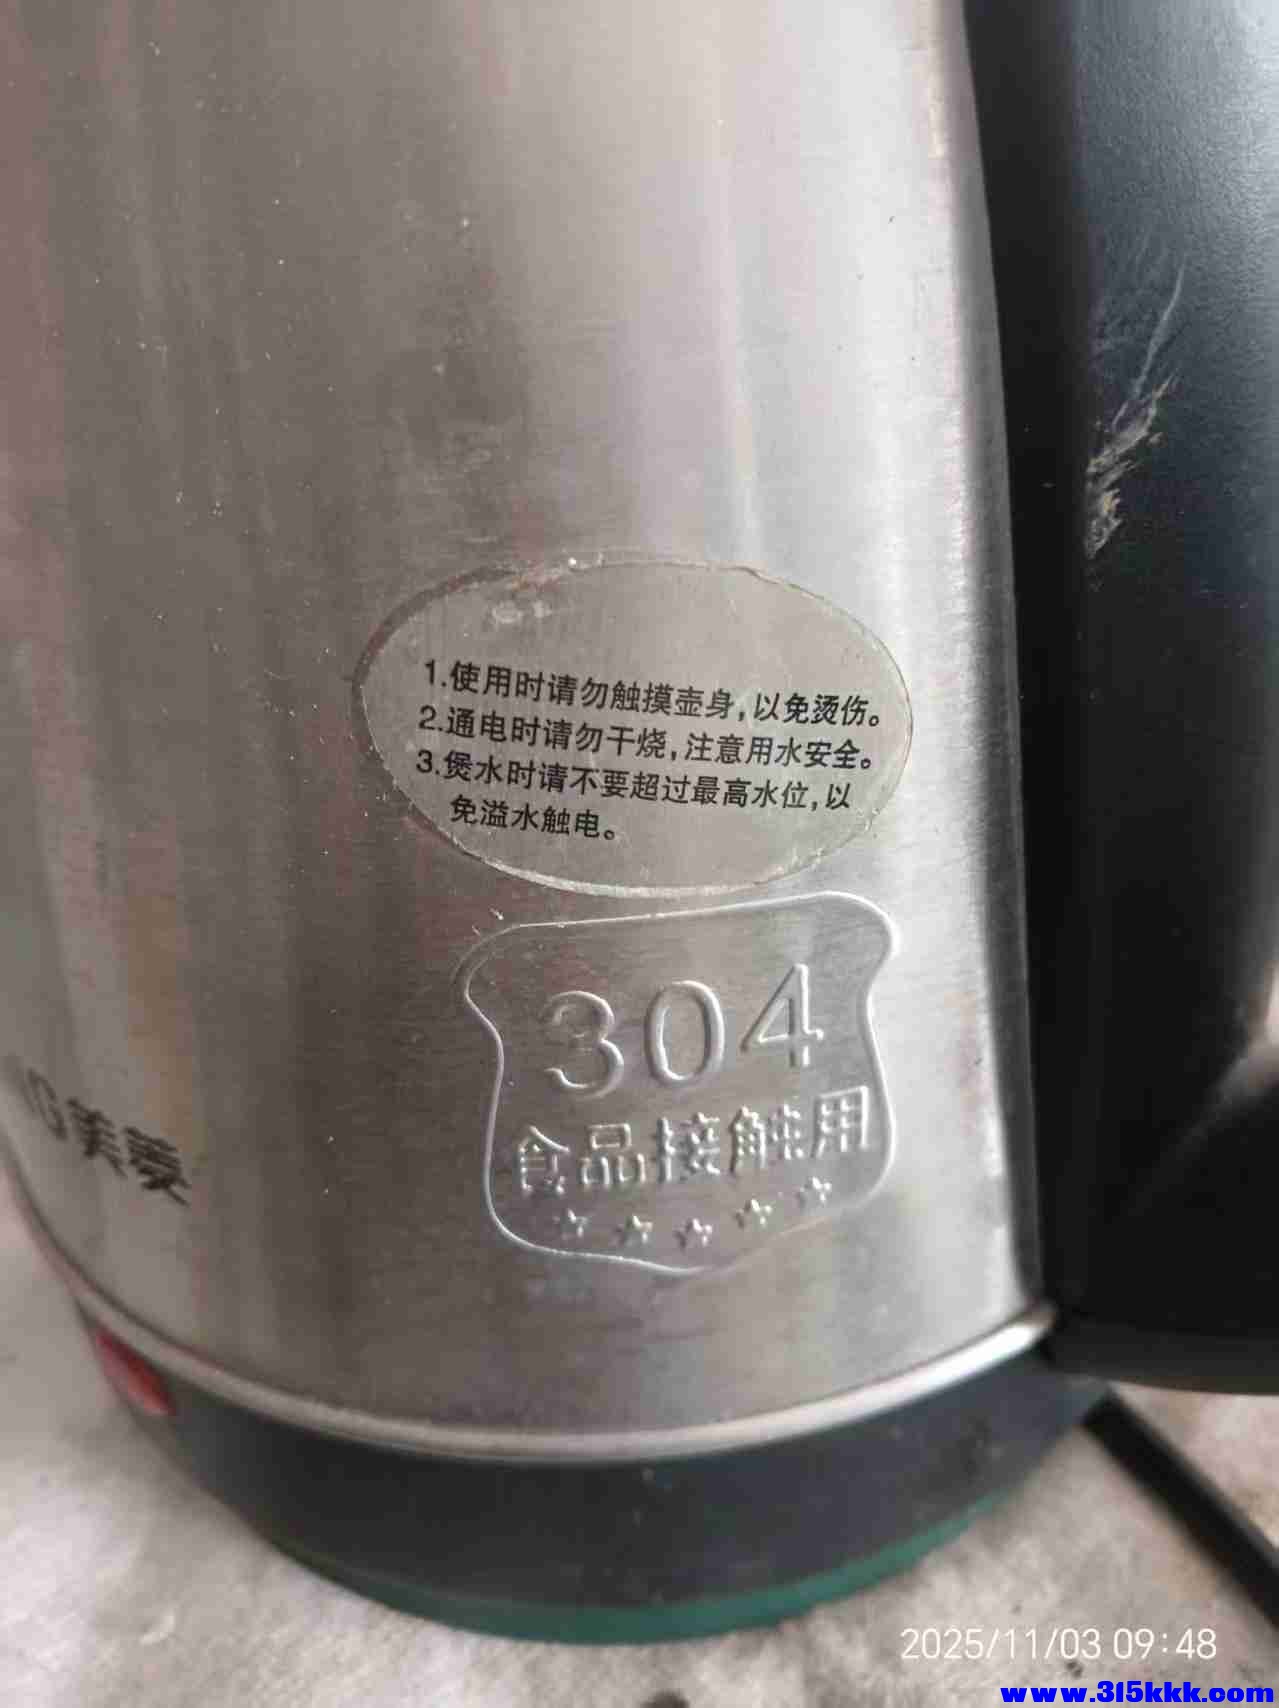 1.使用时请勿触摸壶身,以免烫伤。
2.通电时请勿干烧,注意用水安全。
3.煲水时请不要超过最高水位,以
免溢水触电。
304
食品接触用
G美菱
2025/11/03 09:48
www.315kkk.com